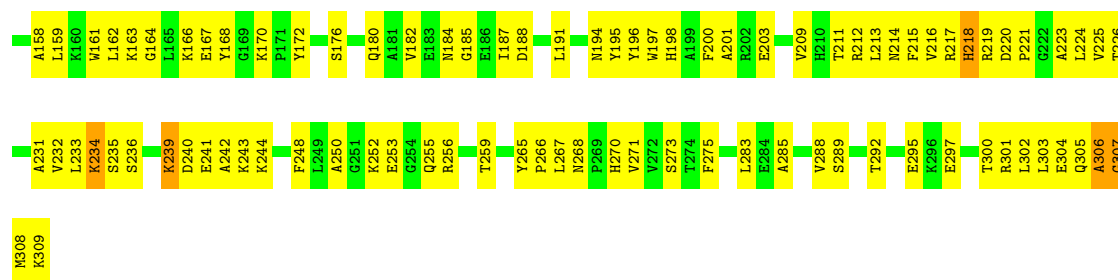 A158 L159 K160 W161 L162 K163 G164 L165 K166 E167 Y168 G169 K170 P171 Y172 S176 Q180 A181 V182 E183 N184 G185 E186 I187 D188 L191 N194 Y195 Y196 W197 H198 A199 F200 A201 R202 E203 V209 H210 T211 R212 L213 N214 F215 V216 R217 H218 R219 D220 P221 G222 A223 L224 V225
A231 V232 L233 K234 S235 S236 K239 D240 E241 A242 K243 K244 F248 L249 A250 G251 K252 E253 G254 Q255 R256 T259 Y265 P266 L267 N268 P269 H270 V271 V272 S273 T274 F275 L283 E284 A285 V288 S289 T292 E295 K296 E297 T300 R301 L302 L303 E304 Q305 A306
M308 K309